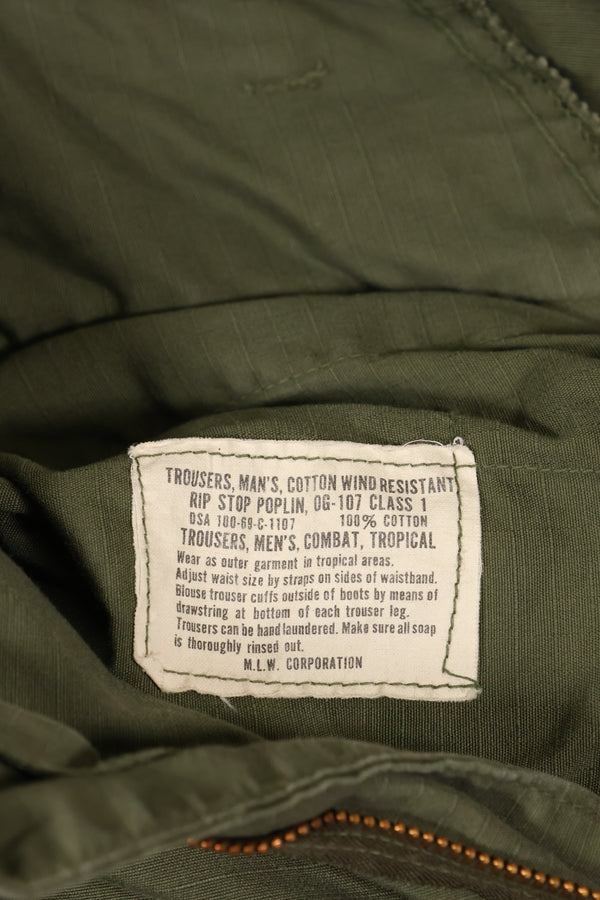 TROUSERS, MAN'S, COTTON WIND RESISTANT
RIP STOP POPLIN, OG-107 CLASS 1
DSA 100-69-C-1107 100% COTTON
TROUSERS, MEN'S, COMBAT, TROPICAL
Wear as outer garment in tropical areas.
Adjust waist size by straps on sides of waistband.
Blouse trouser cuffs outside of boots by means of
drawstring at bottom of each trouser leg.
Trousers can be hand laundered. Make sure all soap
is thoroughly rinsed out.
M.L.W. CORPORATION